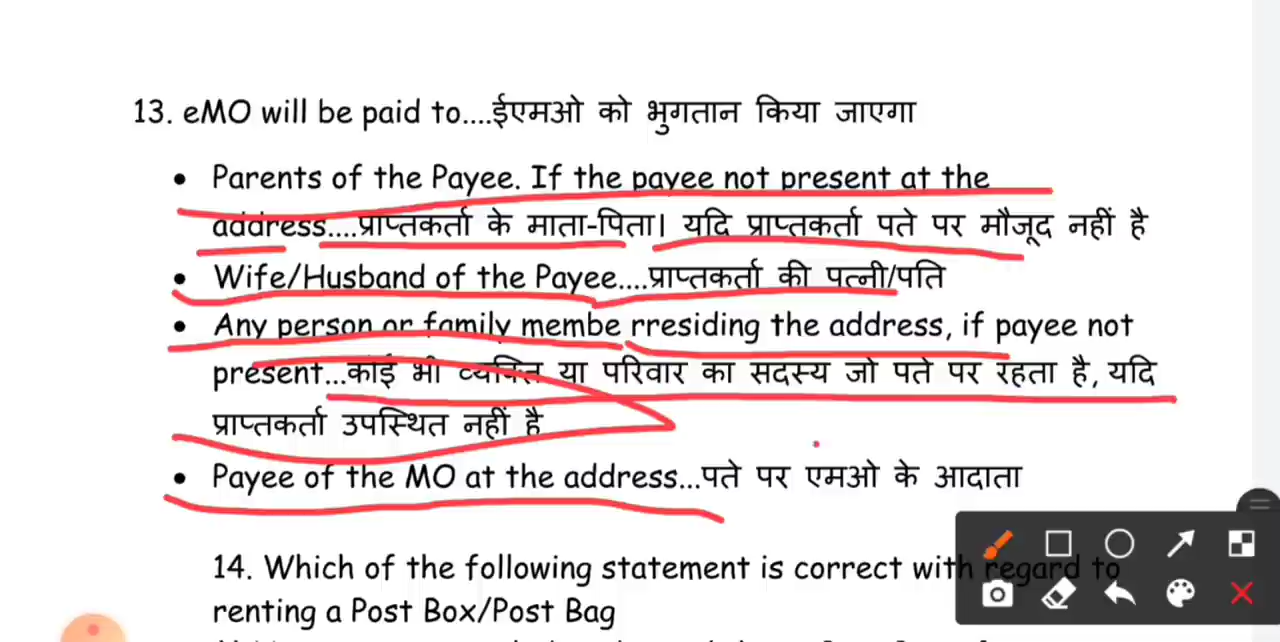 13. eMO will be paid to....ईएमओ को भुगतान किया जाएगा
• Parents of the Payee. If the payee not present at the
address....प्राप्तकर्ता के माता-पिता। यदि प्राप्तकर्ता पते पर मौजूद नहीं है
• Wife/Husband of the Payee....प्राप्तकर्ता की पत्नी/पति
• Any person or family membe rresiding the address, if payee not
present...कोई भी व्यक्ति या परिवार का सदस्य जो पते पर रहता है, यदि
प्राप्तकर्ता उपस्थित नहीं है
• Payee of the MO at the address...पते पर एमओ के आदाता
14. Which of the following statement is correct with regard to
renting a Post Box/Post Bag